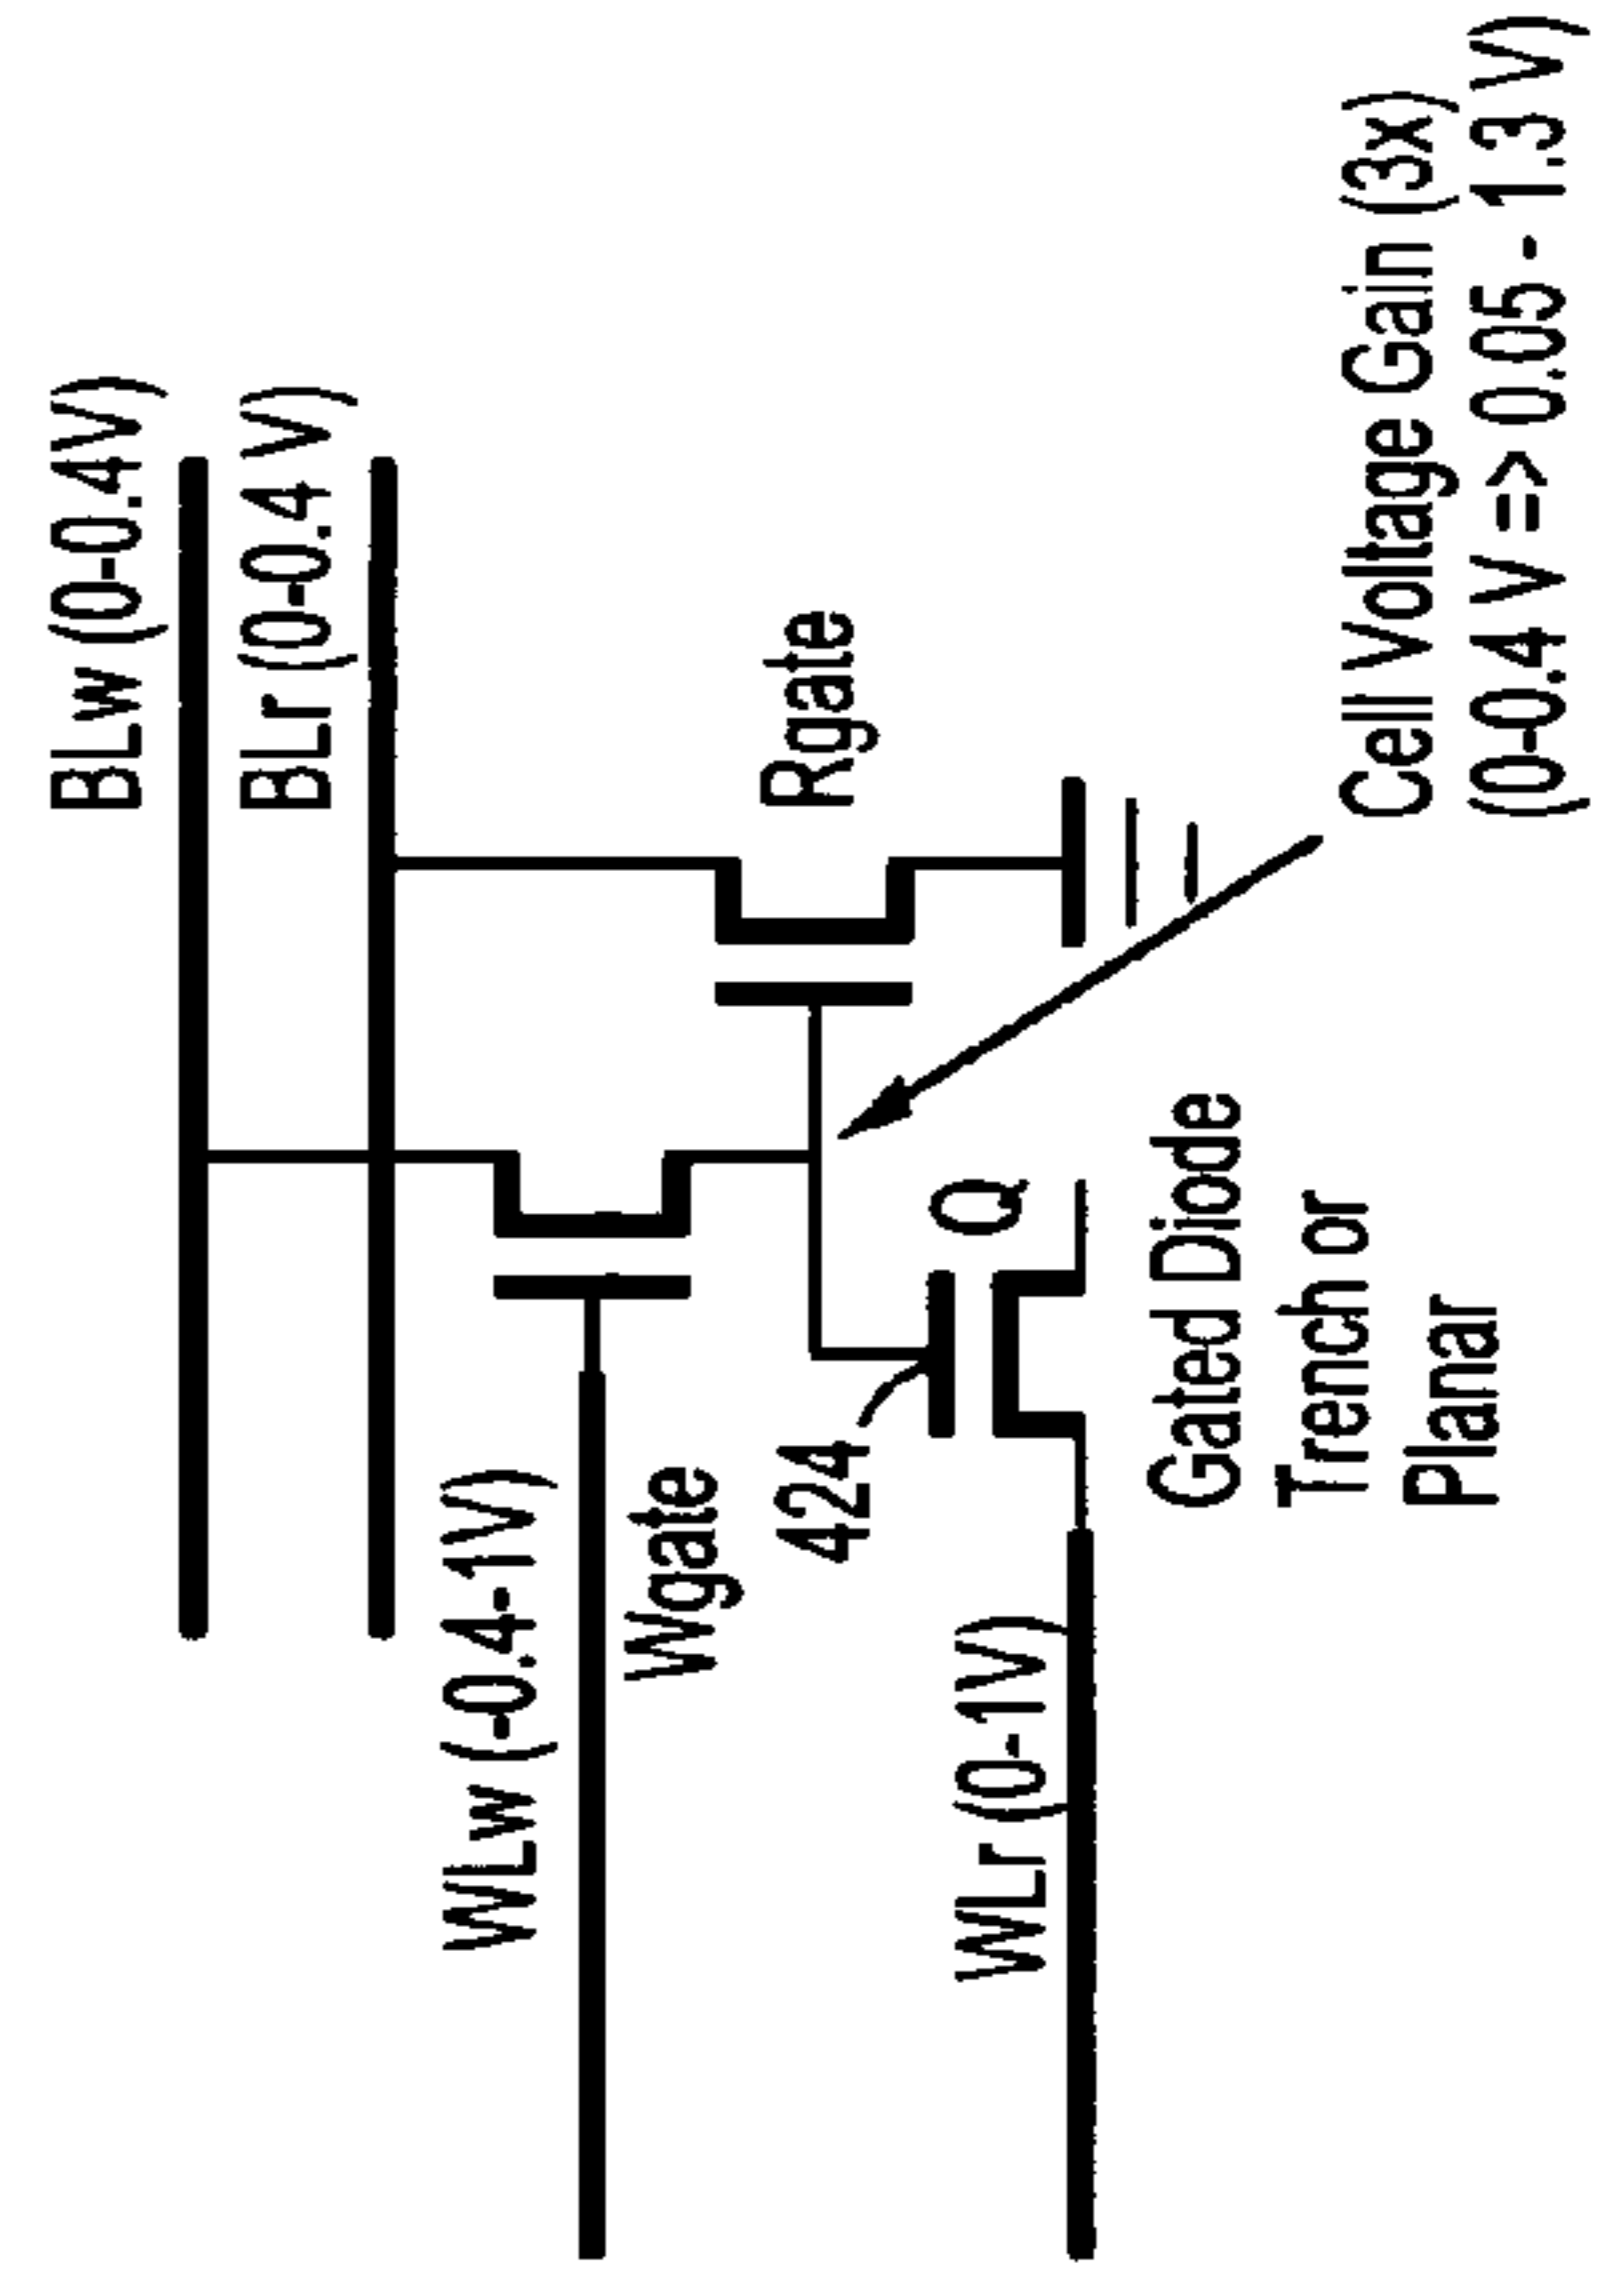 BLw (0-0.4V)
BLr (0-0.4 V)
WLw (-0.4- 1V)
Wgate
Rgate
424
Q
WLr (0- 1V)
Gated Diode
Trench or
Planar
Cell Voltage Gain (3x)
(0-0.4 V => 0.05 - 1.3 V)